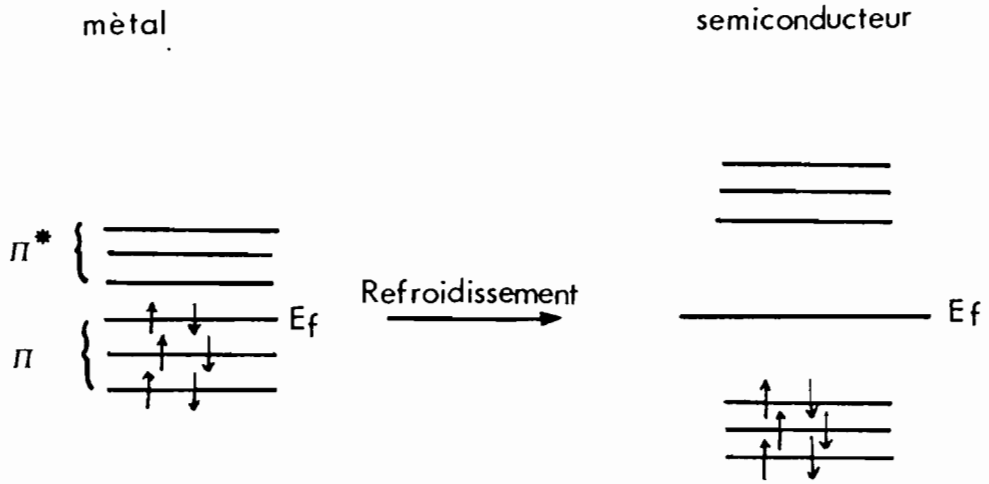 mètal
semiconducteur
Π*
Refroidissement
Ef
Ef
Π